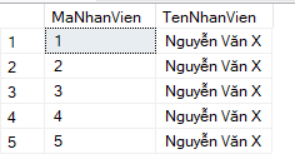 MaNhanVien TenNhanVien
1 1 Nguyễn Văn X
2 2 Nguyễn Văn X
3 3 Nguyễn Văn X
4 4 Nguyễn Văn X
5 5 Nguyễn Văn X